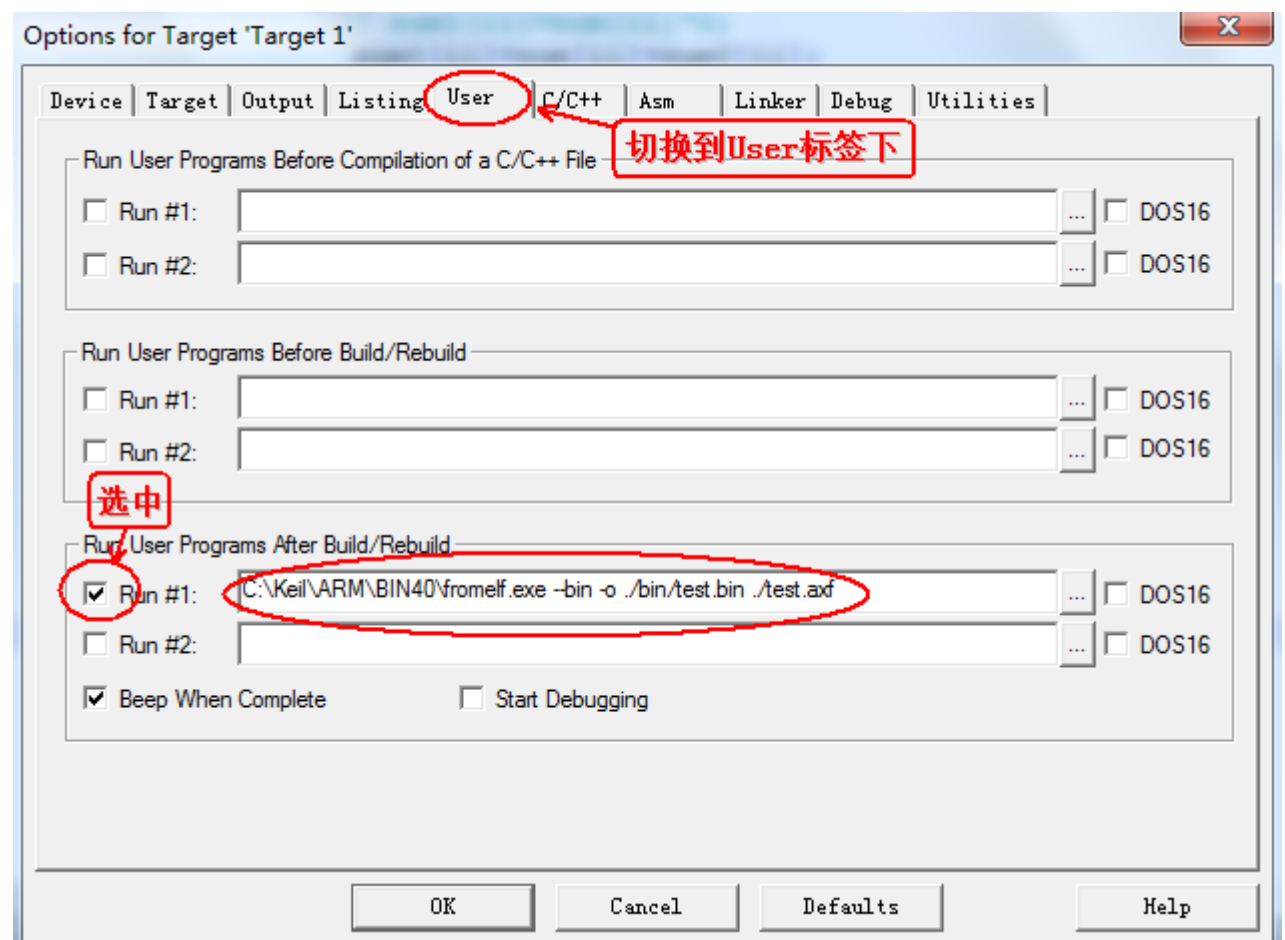 Options for Target 'Target 1'
Device Target Output Listing User C/C++ Asm Linker Debug Utilities
切换到User标签下
Run User Programs Before Compilation of a C/C++ File
Run #1: ... DOS16
Run #2: ... DOS16
Run User Programs Before Build/Rebuild
Run #1: ... DOS16
Run #2: ... DOS16
选中
Run User Programs After Build/Rebuild
Run #1: C:\Keil\ARM\BIN40\fromelf.exe --bin -o ./bin/test.bin ./test.axf ... DOS16
Run #2: ... DOS16
Beep When Complete Start Debugging
OK Cancel Defaults Help